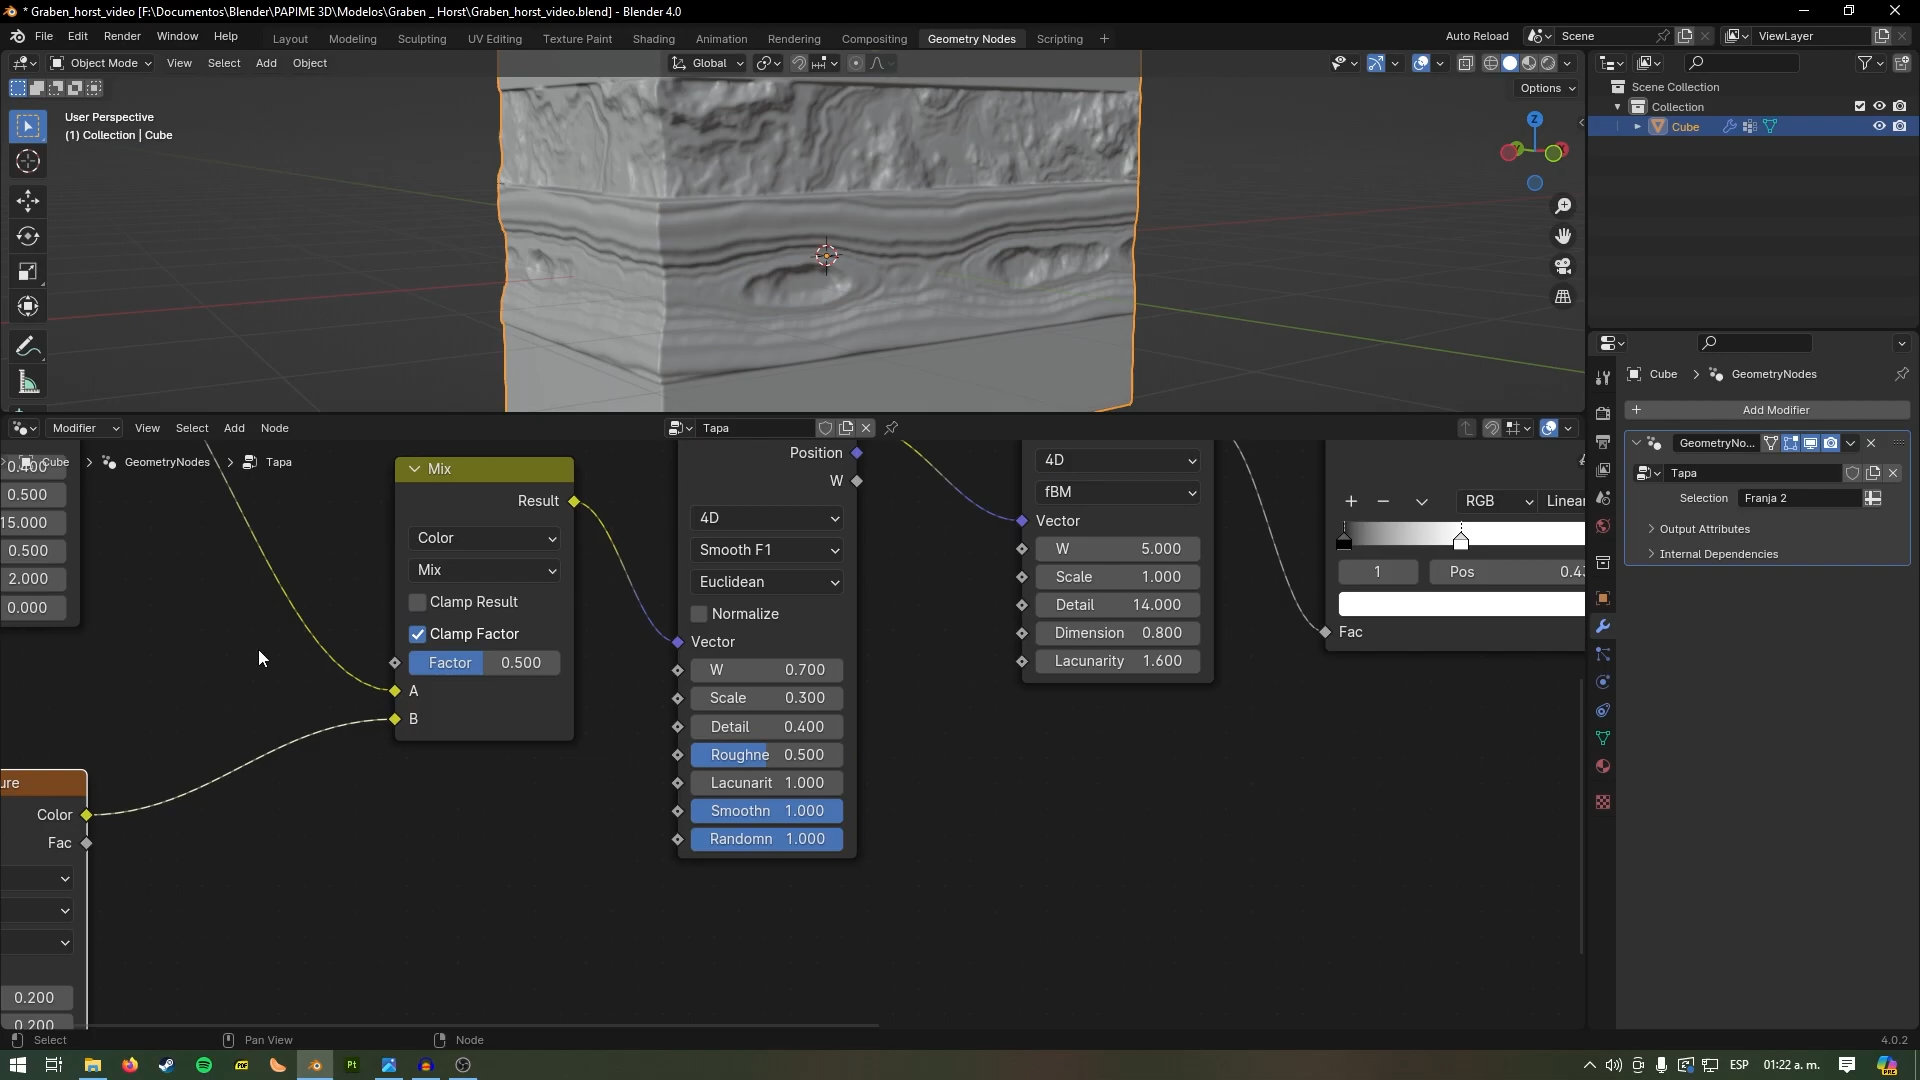 * Graben_horst_video [F:\Documentos\Blender\PAPIME 3D\Modelos\Graben _ Horst\Graben_horst_video.blend] - Blender 4.0
File Edit Render Window Help
Layout Modeling Sculpting UV Editing Texture Paint Shading Animation Rendering Compositing Geometry Nodes Scripting +
Auto Reload Scene ViewLayer
Object Mode View Select Add Object
Global
Options
User Perspective
(1) Collection | Cube
Z
Scene Collection
Collection
Cube
Cube > GeometryNodes
Add Modifier
GeometryNo...
Tapa
Selection Franja 2
Output Attributes
Internal Dependencies
Modifier View Select Add Node
Tapa
Cube > GeometryNodes > Tapa
0.400
0.500
15.000
0.500
2.000
0.000
Mix
Result
Color
Mix
Clamp Result
Clamp Factor
Factor 0.500
A
B
ure
Color
Fac
0.200
0.200
Position
W
4D
Smooth F1
Euclidean
Normalize
Vector
W 0.700
Scale 0.300
Detail 0.400
Roughne 0.500
Lacunarit 1.000
Smoothn 1.000
Randomn 1.000
4D
fBM
Vector
W 5.000
Scale 1.000
Detail 14.000
Dimension 0.800
Lacunarity 1.600
RGB Linear
1 Pos
Fac
Select Pan View Node
4.0.2
ESP 01:22 a. m.